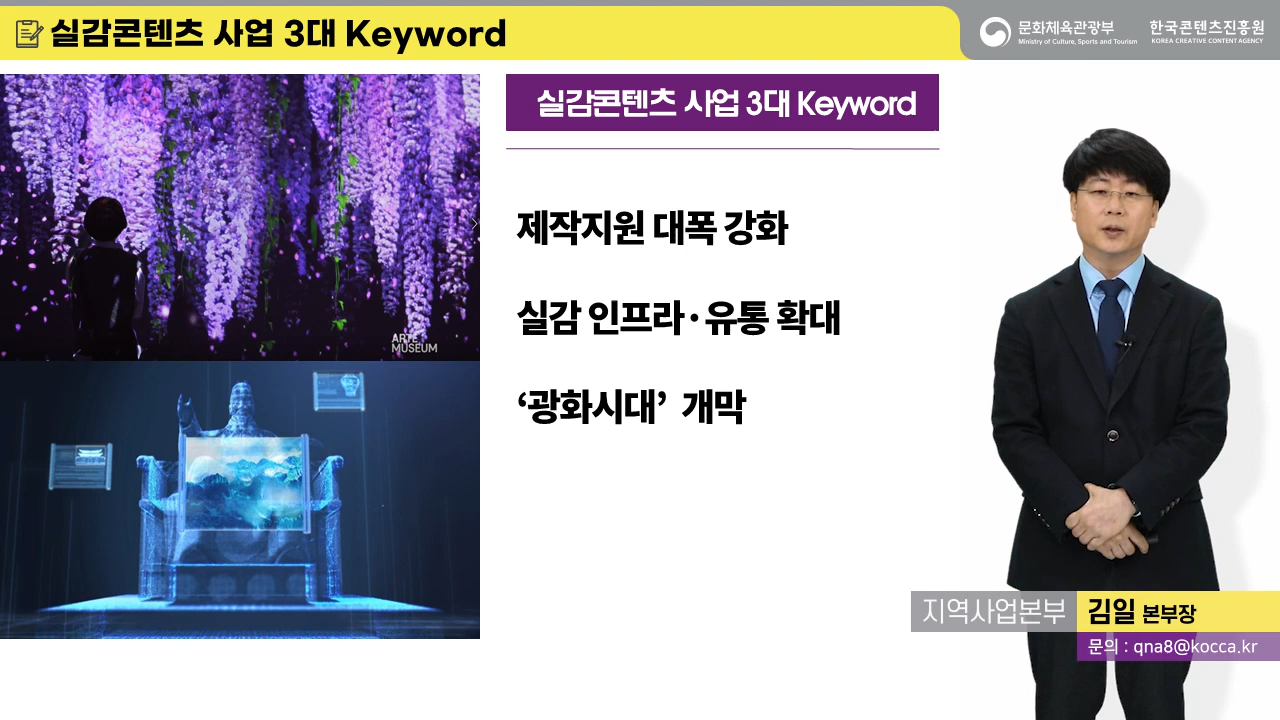 실감콘텐츠 사업 3대 Keyword
문화체육관광부
Ministry of Culture, Sports and Tourism
한국콘텐츠진흥원
KOREA CREATIVE CONTENT AGENCY
실감콘텐츠 사업 3대 Keyword
제작지원 대폭 강화
실감 인프라·유통 확대
‘광화시대’ 개막
ARTE
MUSEUM
지역사업본부 김일 본부장
문의 : qna8@kocca.kr